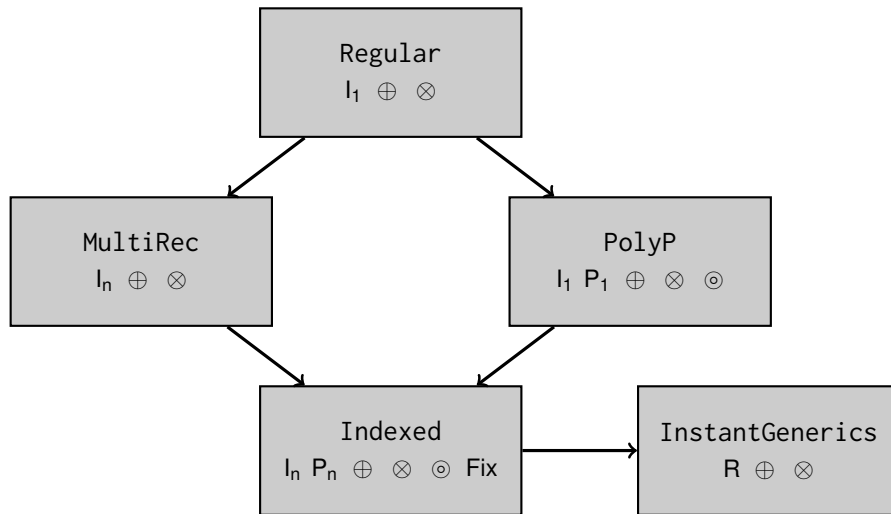 Regular
I₁ ⊕ ⊗
MultiRec
Iₙ ⊕ ⊗
PolyP
I₁ P₁ ⊕ ⊗ ⊚
Indexed
Iₙ Pₙ ⊕ ⊗ ⊚ Fix
InstantGenerics
R ⊕ ⊗